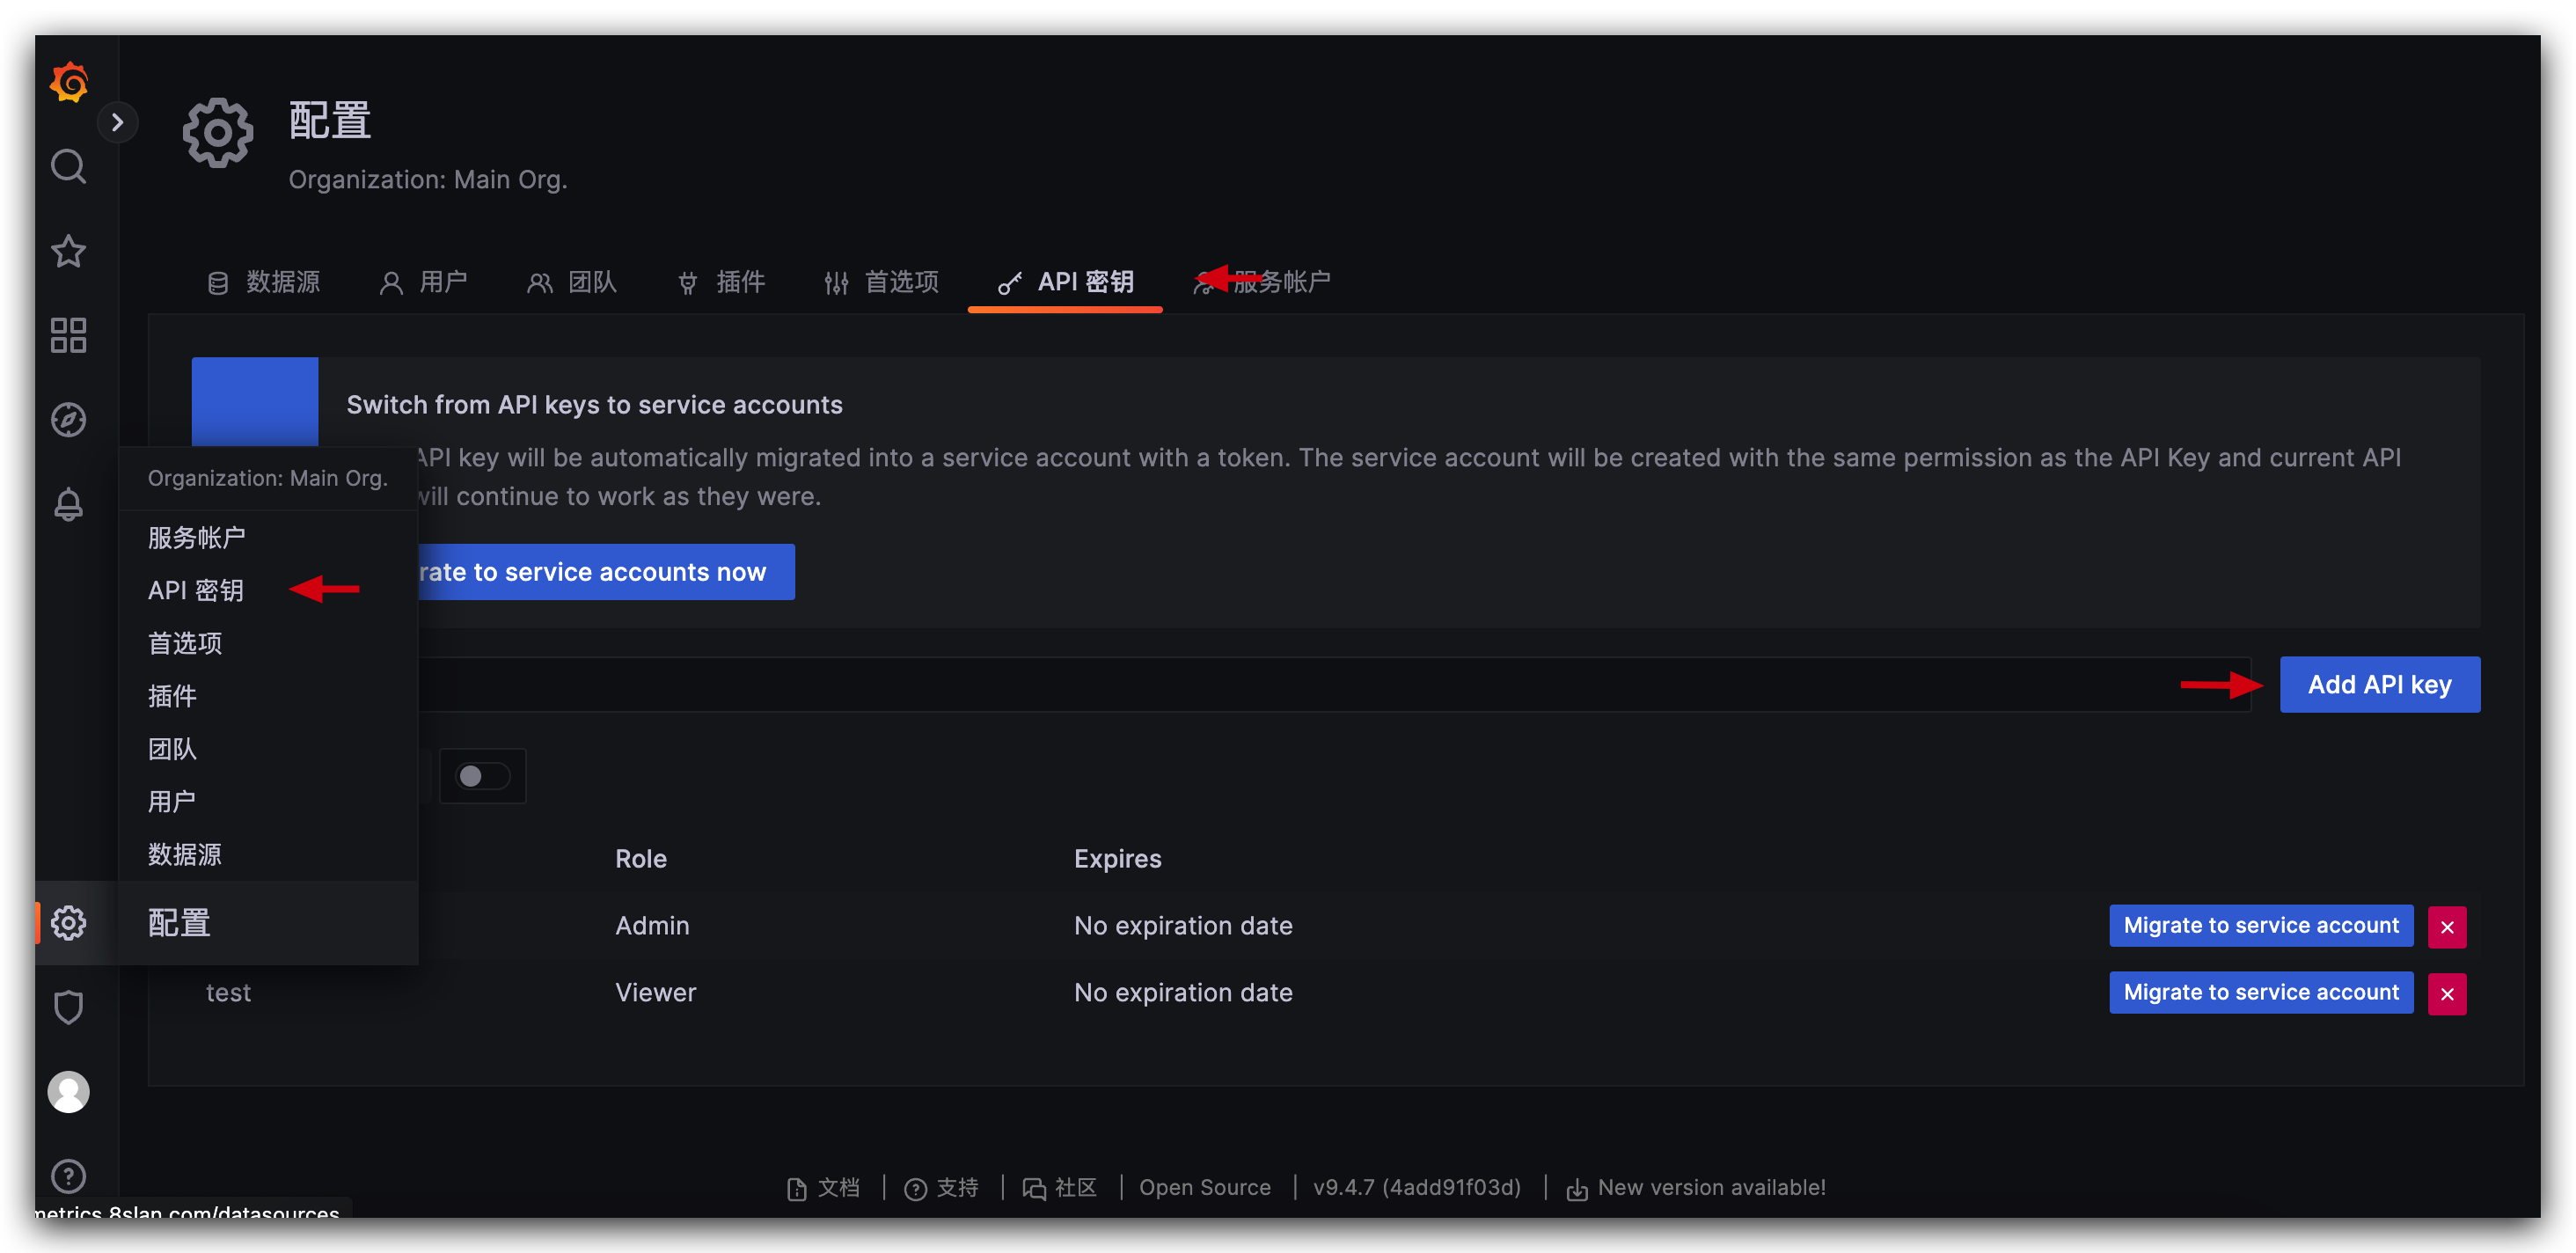 配置
Organization: Main Org.
数据源 用户 团队 插件 首选项 API 密钥 服务帐户
Switch from API keys to service accounts
API key will be automatically migrated into a service account with a token. The service account will be created with the same permission as the API Key and current API
will continue to work as they were.
Organization: Main Org.
服务帐户
API 密钥
rate to service accounts now
首选项
Add API key
插件
团队
用户
数据源
Role Expires
配置
Admin No expiration date Migrate to service account
test Viewer No expiration date Migrate to service account
文档 | 支持 | 社区 | Open Source | v9.4.7 (4add91f03d) | New version available!
metrics.8slan.com/datasources